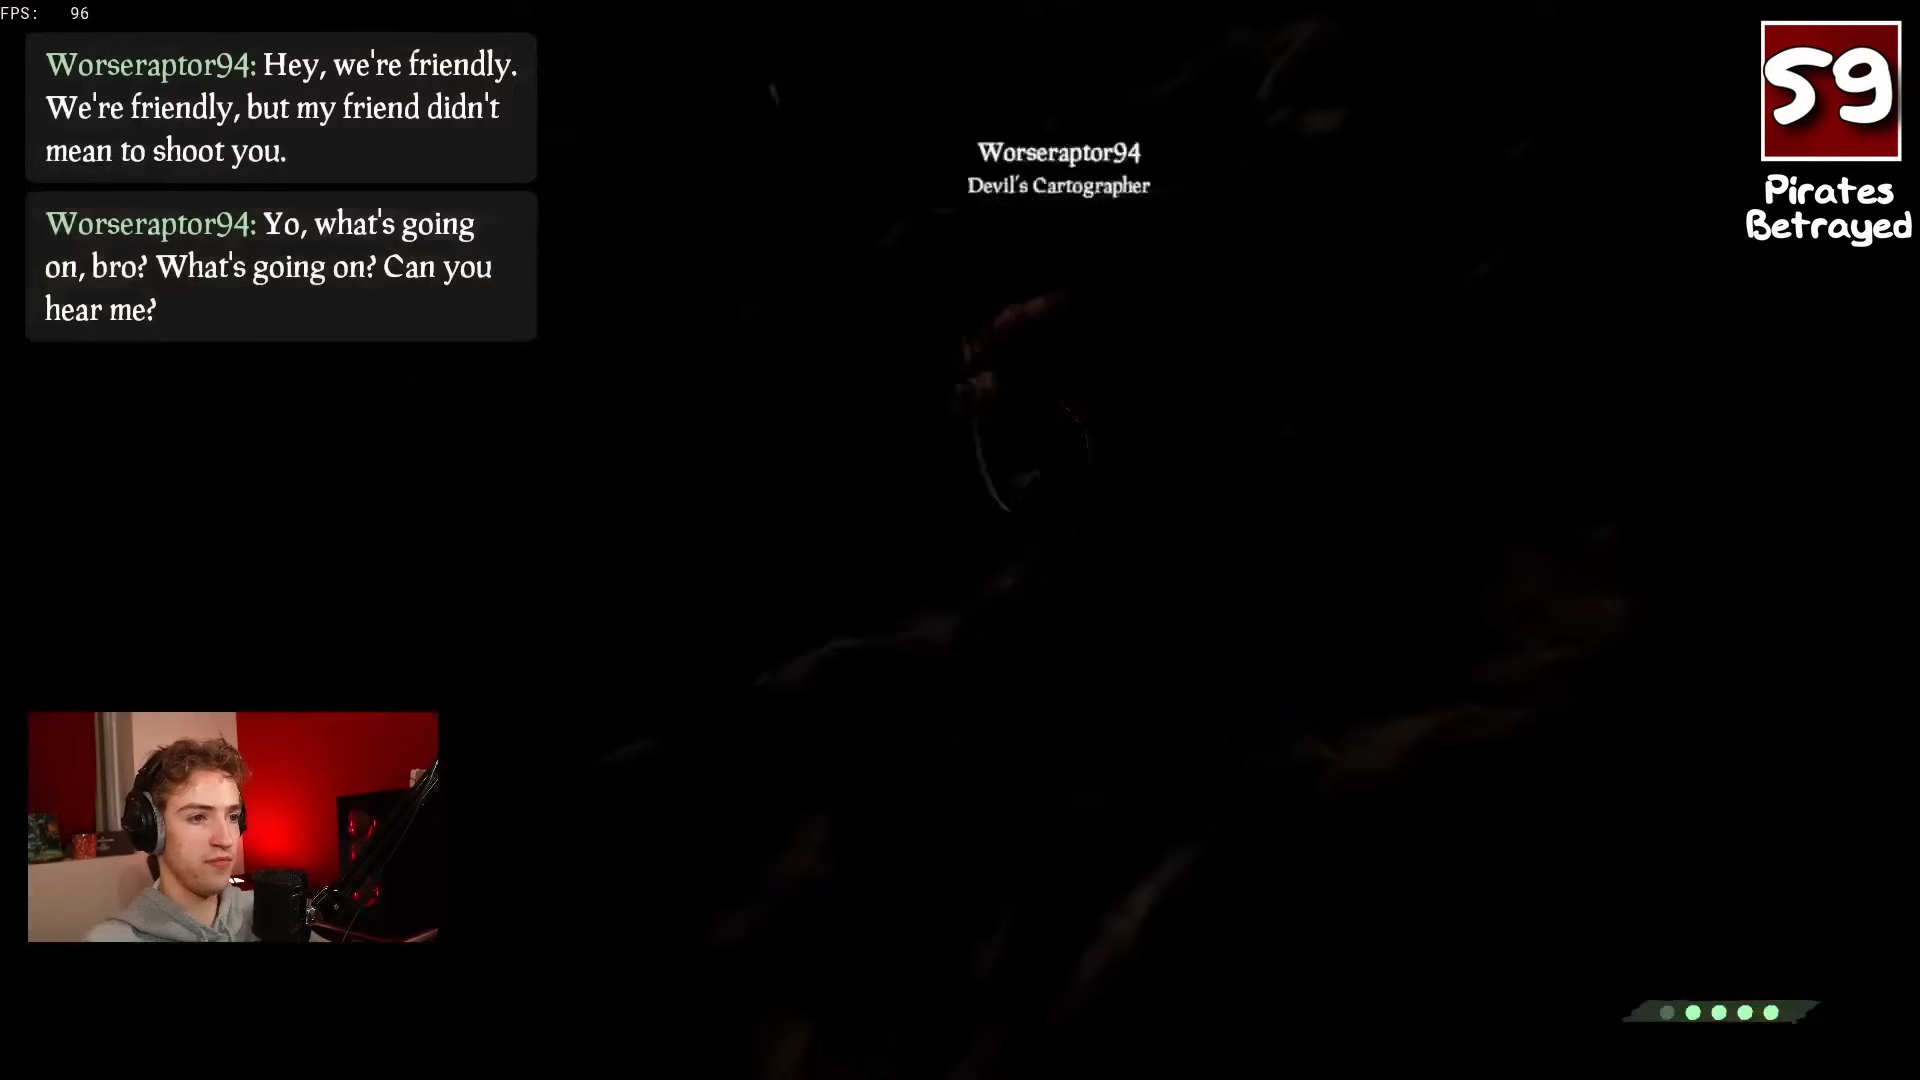 FPS: 96
Worseraptor94: Hey, we're friendly.
We're friendly, but my friend didn't
mean to shoot you.
Worseraptor94: Yo, what's going
on, bro? What's going on? Can you
hear me?
Worseraptor94
Devil's Cartographer
59
Pirates
Betrayed